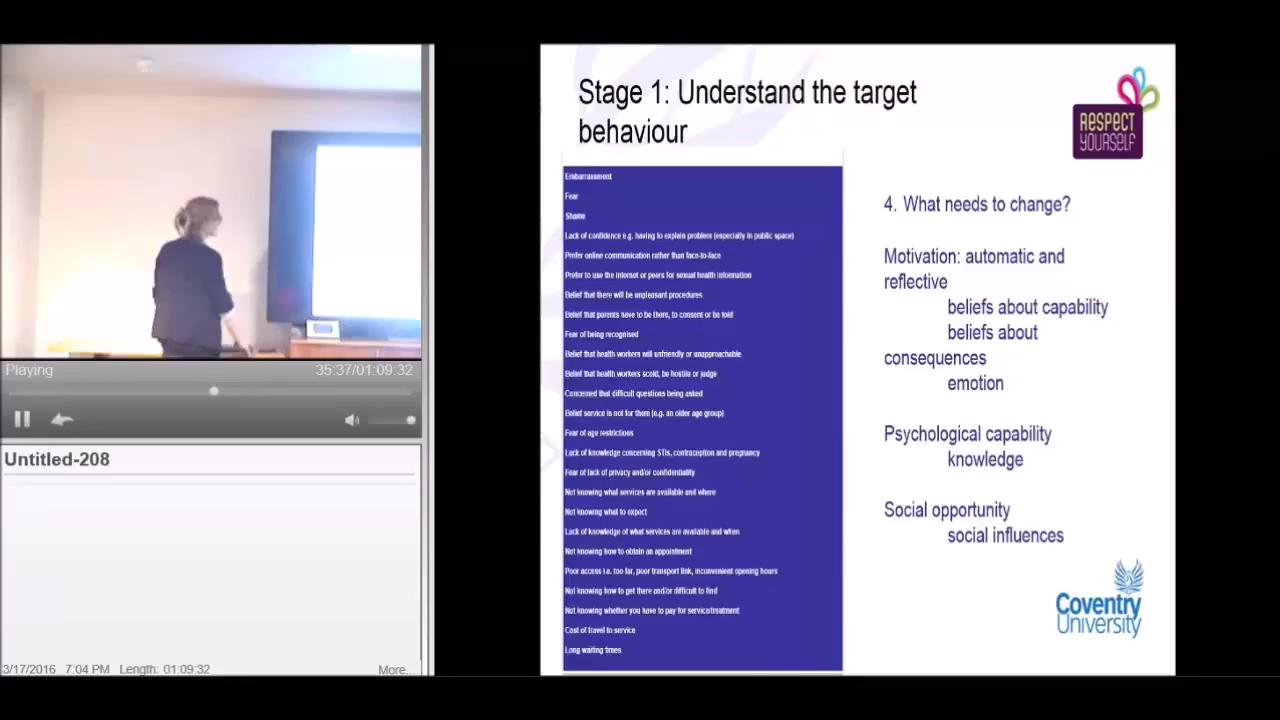 Stage 1: Understand the target
behaviour
RESPECT
YOURSELF
Embarrassment
Fear
Shame
Lack of confidence e.g. having to explain problem (especially in public space)
Prefer online communication rather than face-to-face
Prefer to use the internet or peers for sexual health information
Belief that there will be unpleasant procedures
Belief that parents have to be there, to consent or be told
Fear of being recognised
Belief that health workers will unfriendly or unapproachable
Belief that health workers scold, be hostile or judge
Concerned that difficult questions being asked
Belief service is not for them (e.g. an older age group)
Fear of age restrictions
Lack of knowledge concerning STIs, contraception and pregnancy
Fear of lack of privacy and/or confidentiality
Not knowing what services are available and where
Not knowing what to expect
Lack of knowledge of what services are available and when
Not knowing how to obtain an appointment
Poor access i.e. too far, poor transport link, inconvenient opening hours
Not knowing how to get there and/or difficult to find
Not knowing whether you have to pay for service/treatment
Cost of travel to service
Long waiting times
4. What needs to change?
Motivation: automatic and
reflective
beliefs about capability
beliefs about
consequences
emotion
Psychological capability
knowledge
Social opportunity
social influences
Coventry
University
Playing
35:37/01:09:32
Untitled-208
3/17/2016 7:04 PM Length: 01:09:32
More...